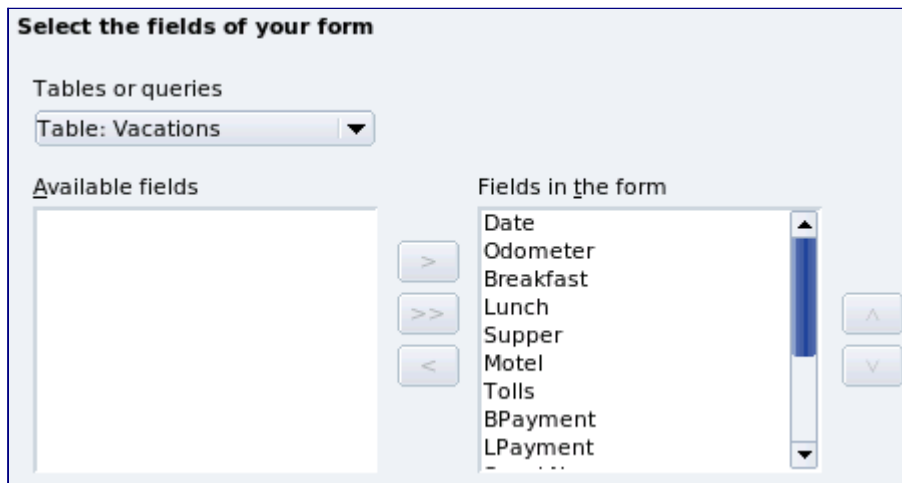 Select the fields of your form
Tables or queries
Table: Vacations
Available fields
Fields in the form
Date
Odometer
Breakfast
Lunch
Supper
Motel
Tolls
BPayment
LPayment
>
>>
<
^
v